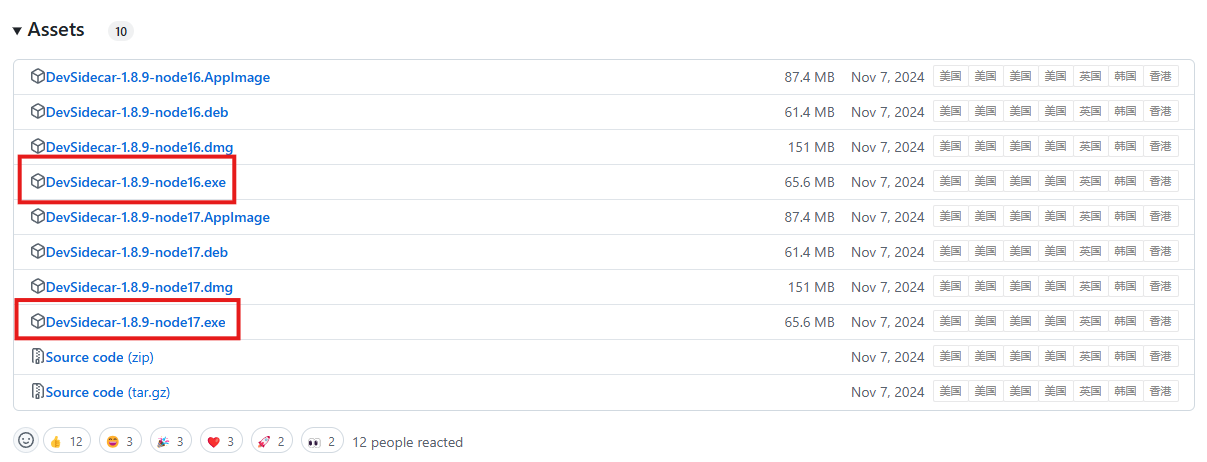 ▼ Assets 10
DevSidecar-1.8.9-node16.AppImage 87.4 MB Nov 7, 2024 美国 美国 美国 美国 英国 韩国 香港
DevSidecar-1.8.9-node16.deb 61.4 MB Nov 7, 2024 美国 美国 美国 美国 英国 韩国 香港
DevSidecar-1.8.9-node16.dmg 151 MB Nov 7, 2024 美国 美国 美国 美国 英国 韩国 香港
DevSidecar-1.8.9-node16.exe 65.6 MB Nov 7, 2024 美国 美国 美国 美国 英国 韩国 香港
DevSidecar-1.8.9-node17.AppImage 87.4 MB Nov 7, 2024 美国 美国 美国 美国 英国 韩国 香港
DevSidecar-1.8.9-node17.deb 61.4 MB Nov 7, 2024 美国 美国 美国 美国 英国 韩国 香港
DevSidecar-1.8.9-node17.dmg 151 MB Nov 7, 2024 美国 美国 美国 美国 英国 韩国 香港
DevSidecar-1.8.9-node17.exe 65.6 MB Nov 7, 2024 美国 美国 美国 美国 英国 韩国 香港
Source code (zip) Nov 7, 2024 美国 美国 美国 美国 英国 韩国 香港
Source code (tar.gz) Nov 7, 2024 美国 美国 美国 美国 英国 韩国 香港
👍 12 😄 3 🎉 3 ❤️ 3 🚀 2 👀 2 12 people reacted